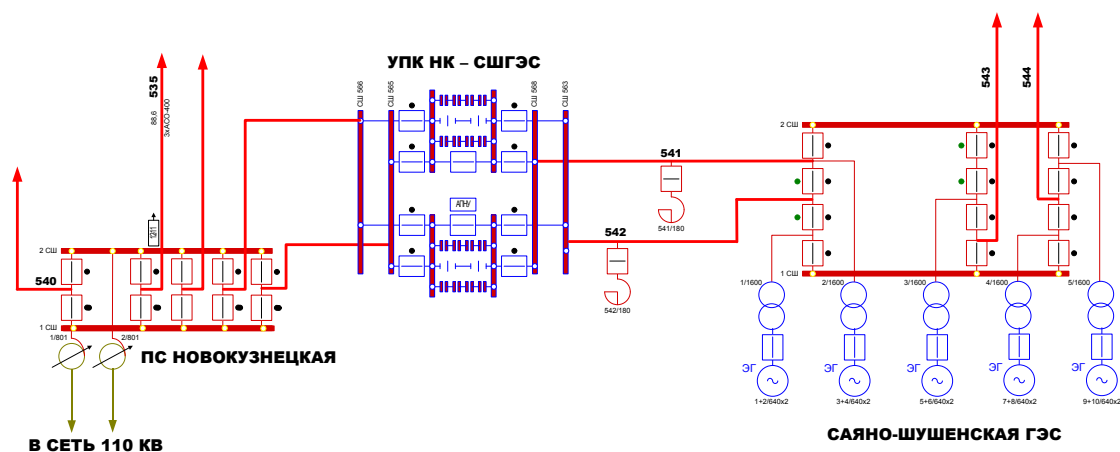 УПК НК – СШГЭС
СШ 566
СШ 565
СШ 568
СШ 563
535
88,6
3хАСО-400
543
544
2 СШ
541
541/180
АПНУ
542
542/180
1211
2 СШ
540
1 СШ
1/801
2/801
ПС НОВОКУЗНЕЦКАЯ
В СЕТЬ 110 КВ
1 СШ
1/1600
2/1600
3/1600
4/1600
5/1600
ЭГ
ЭГ
ЭГ
ЭГ
1+2/640х2
3+4/640х2
5+6/640х2
7+8/640х2
9+10/640х2
САЯНО-ШУШЕНСКАЯ ГЭС